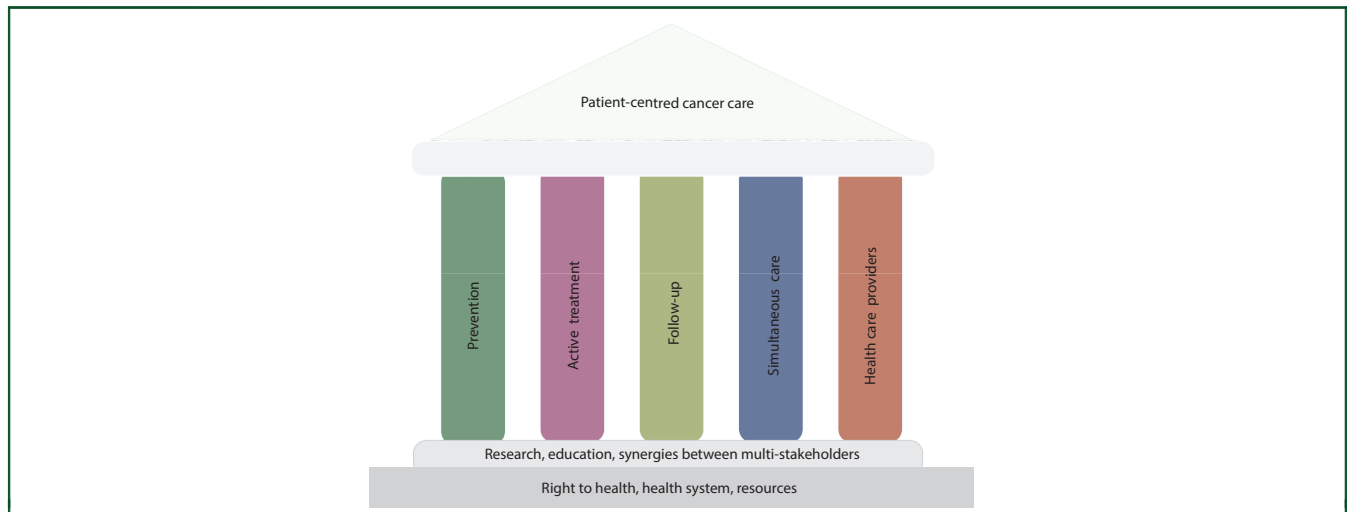 Patient-centred cancer care
Prevention
Active treatment
Follow-up
Simultaneous care
Health care providers
Research, education, synergies between multi-stakeholders
Right to health, health system, resources